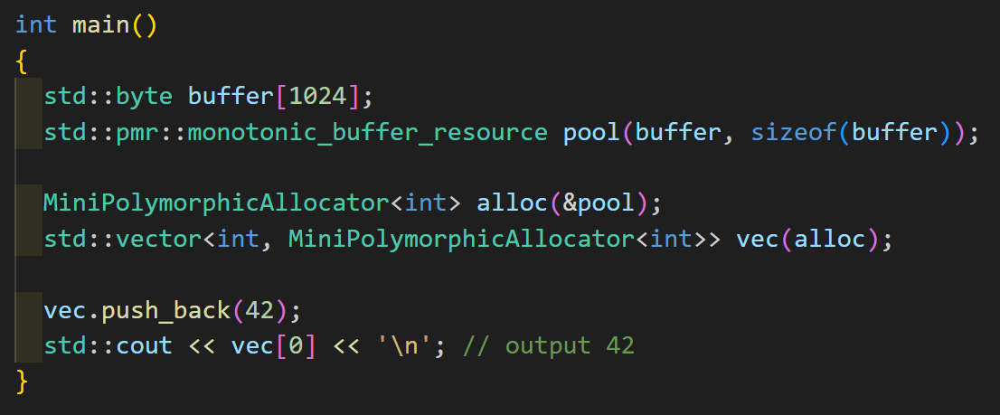 int main()
{
  std::byte buffer[1024];
  std::pmr::monotonic_buffer_resource pool(buffer, sizeof(buffer));
  MiniPolymorphicAllocator<int> alloc(&pool);
  std::vector<int, MiniPolymorphicAllocator<int>> vec(alloc);
  vec.push_back(42);
  std::cout << vec[0] << '\n'; // output 42
}